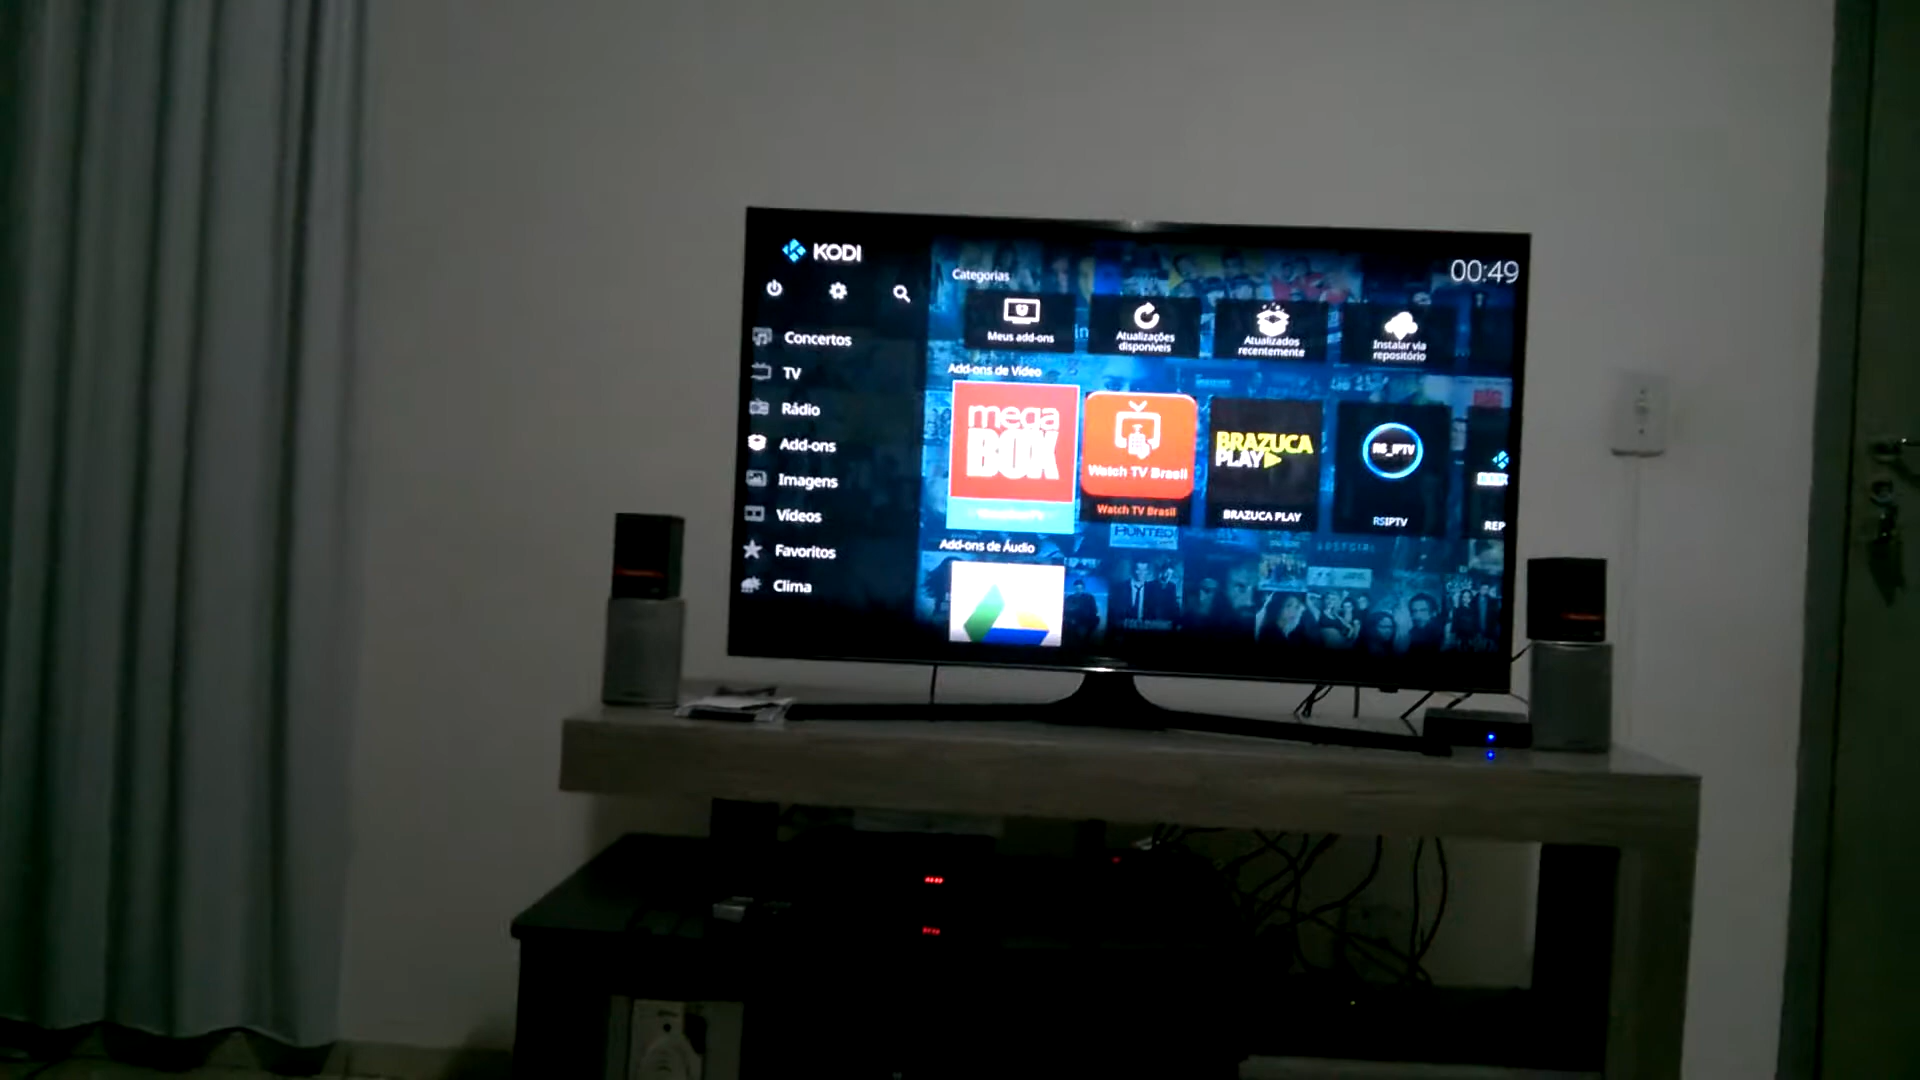 KODI
00:49
Categorias
Meus add-ons
Atualizações
disponíveis
Atualizados
recentemente
Instalar via
repositório
Concertos
TV
Rádio
Add-ons
Imagens
Vídeos
Favoritos
Clima
Add-ons de Vídeo
mega
BOX
Watch TV Brasil
Watch TV Brasil
BRAZUCA
PLAY
BRAZUCA PLAY
RS_IPTV
RSIPTV
REP
HUNTED
Add-ons de Áudio